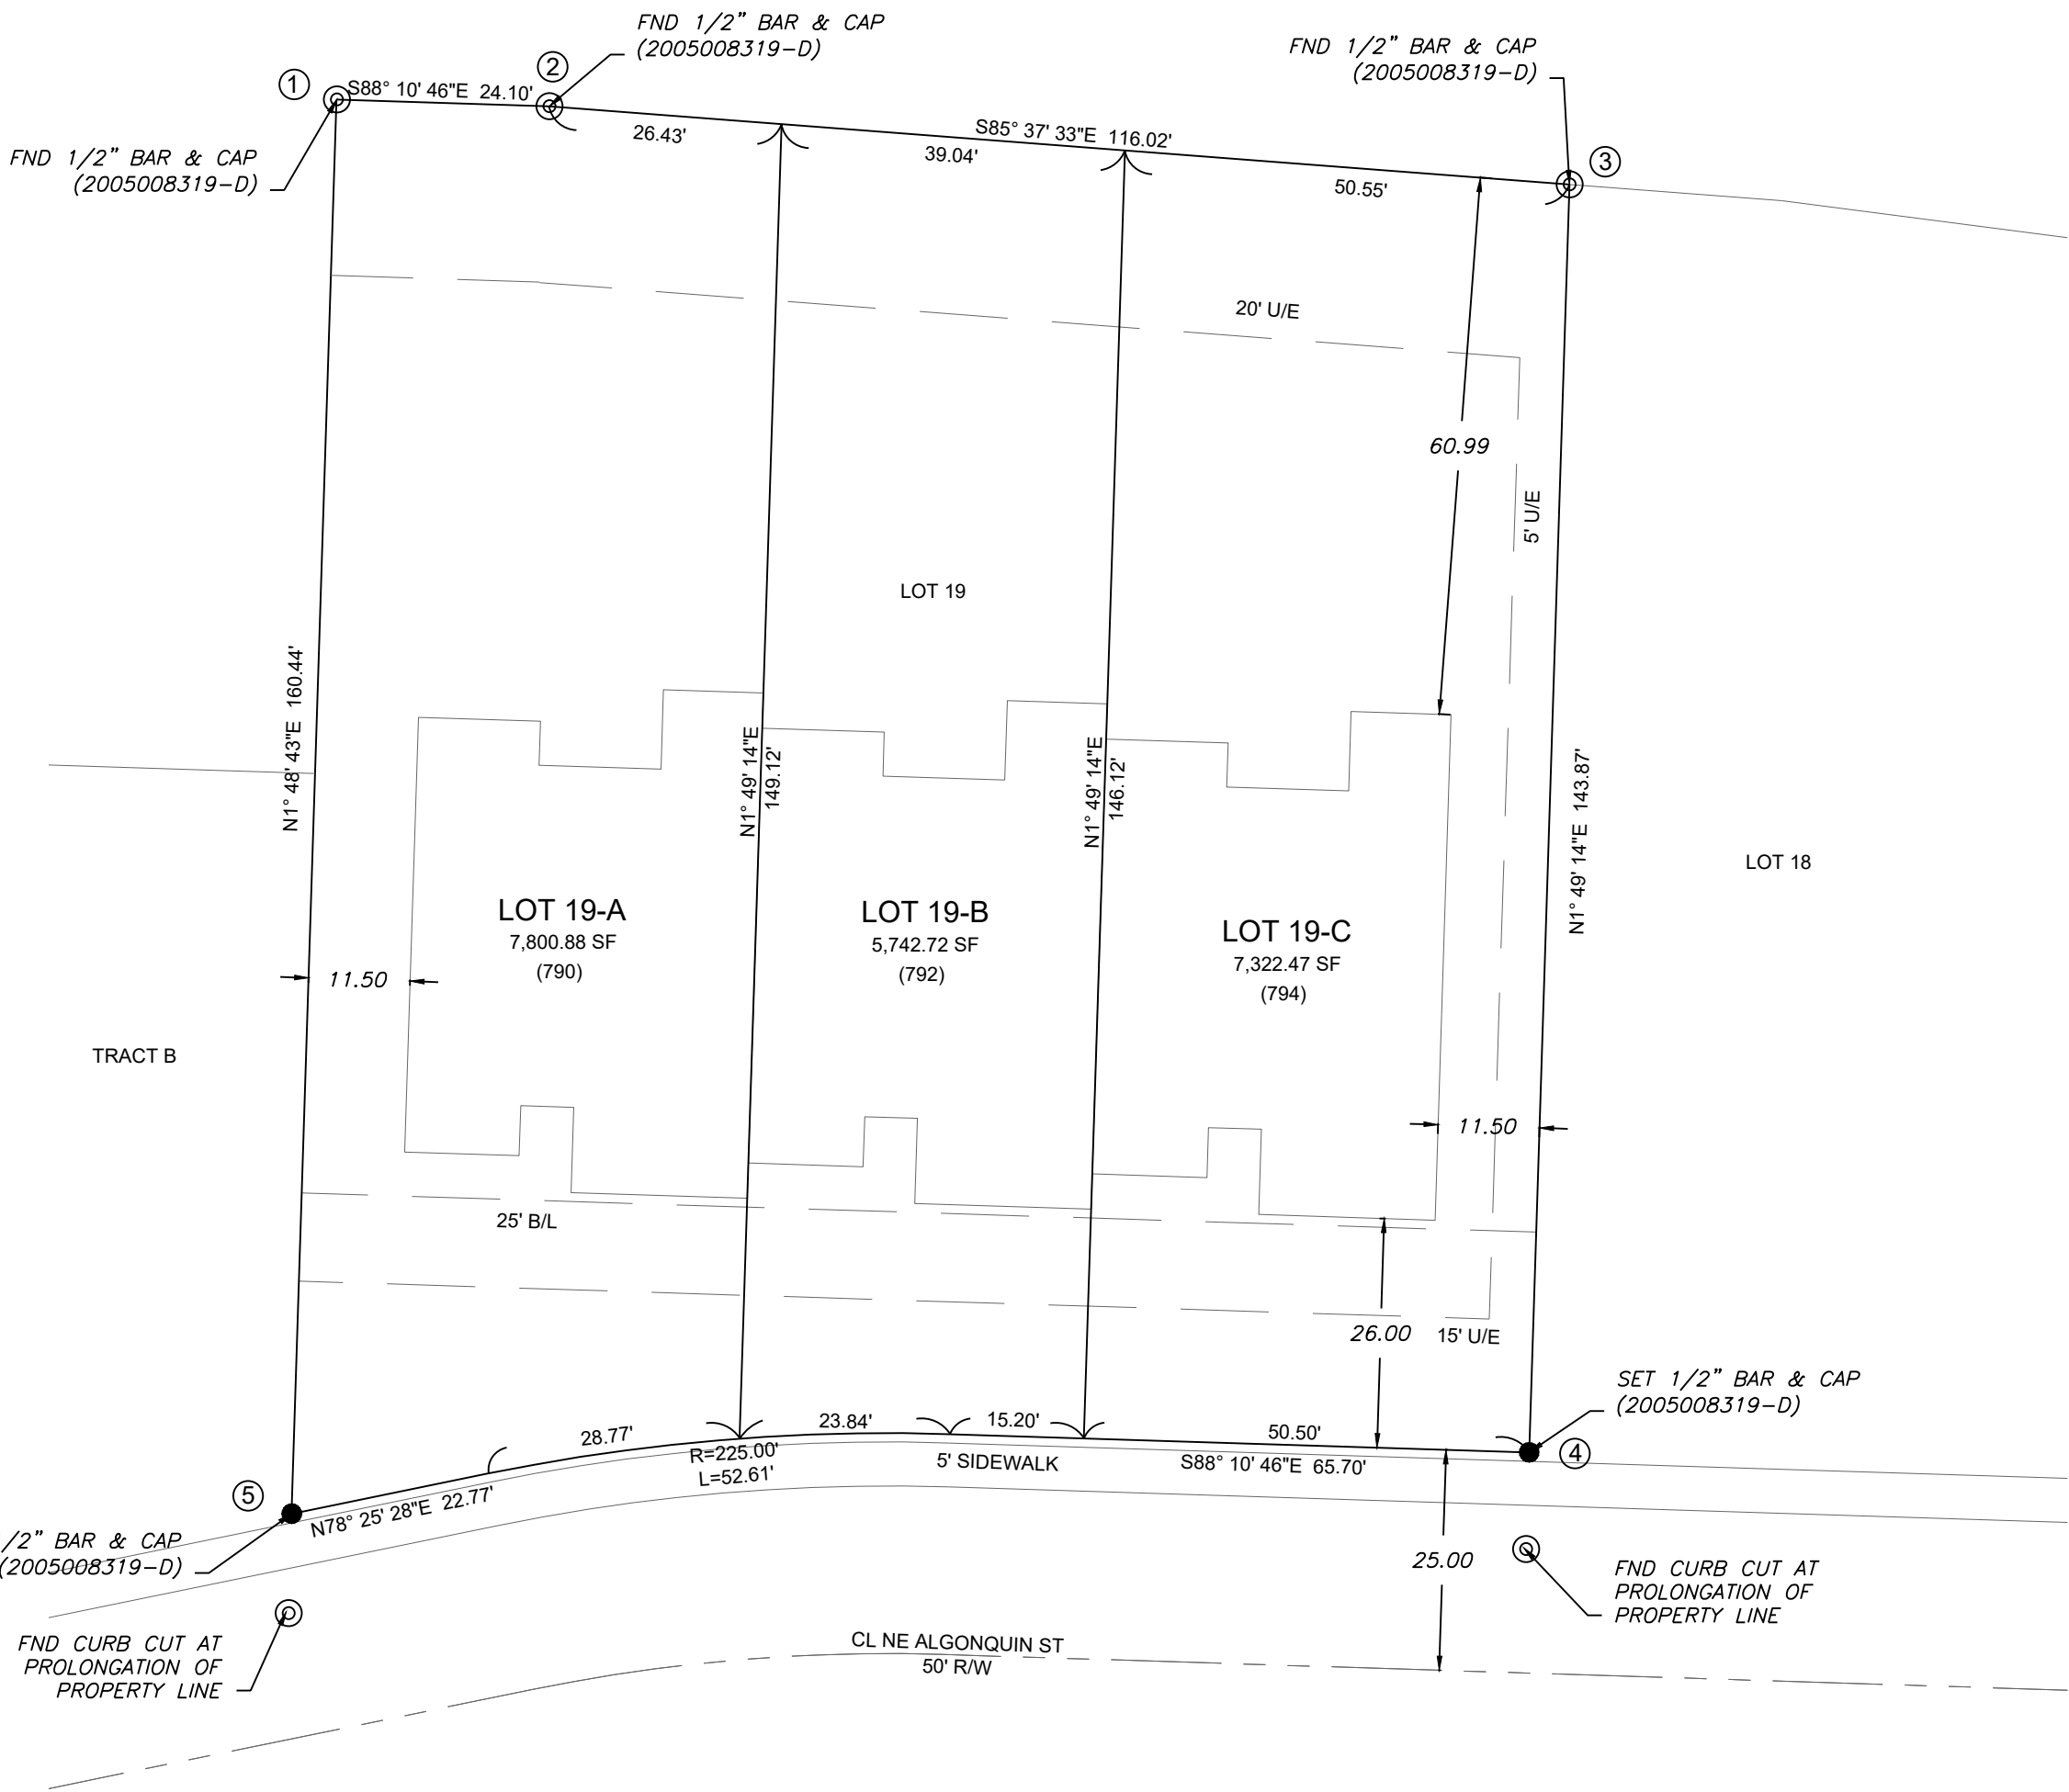 FND 1/2" BAR & CAP
(2005008319-D)
FND 1/2" BAR & CAP
(2005008319-D)
1
2
S88° 10' 46"E 24.10'
26.43'
S85° 37' 33"E 116.02'
39.04'
50.55'
3
FND 1/2" BAR & CAP
(2005008319-D)
20' U/E
60.99
5' U/E
LOT 19
N1° 48' 43"E 160.44'
N1° 49' 14"E
149.12'
N1° 49' 14"E
146.12'
N1° 49' 14"E 143.87'
LOT 18
LOT 19-A
7,800.88 SF
(790)
LOT 19-B
5,742.72 SF
(792)
LOT 19-C
7,322.47 SF
(794)
11.50
TRACT B
11.50
25' B/L
26.00
15' U/E
SET 1/2" BAR & CAP
(2005008319-D)
4
28.77'
23.84'
15.20'
50.50'
R=225.00'
L=52.61'
5' SIDEWALK
S88° 10' 46"E 65.70'
5
N78° 25' 28"E 22.77'
/2" BAR & CAP
(2005008319-D)
25.00
FND CURB CUT AT
PROLONGATION OF
PROPERTY LINE
FND CURB CUT AT
PROLONGATION OF
PROPERTY LINE
CL NE ALGONQUIN ST
50' R/W